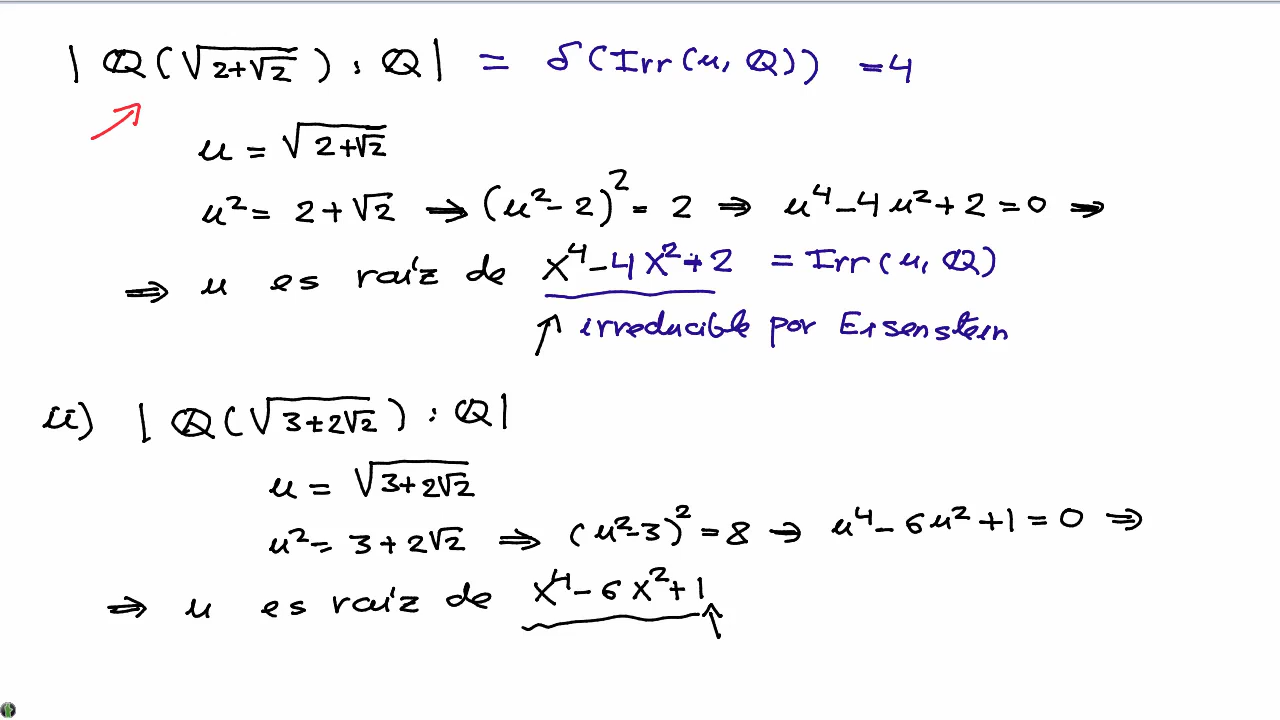 | ℚ(√(2+√2)) : ℚ| = δ(Irr(u, ℚ)) = 4
u = √(2+√2)
u² = 2+√2 ⇒ (u²-2)² = 2 ⇒ u⁴-4u²+2=0 ⇒
⇒ u es raíz de x⁴-4x²+2 = Irr(u, ℚ)
↑ irreducible por Eisenstein
ii) | ℚ(√(3+2√2)) : ℚ|
u = √(3+2√2)
u² = 3+2√2 ⇒ (u²-3)² = 8 ⇒ u⁴-6u²+1=0 ⇒
⇒ u es raíz de x⁴-6x²+1